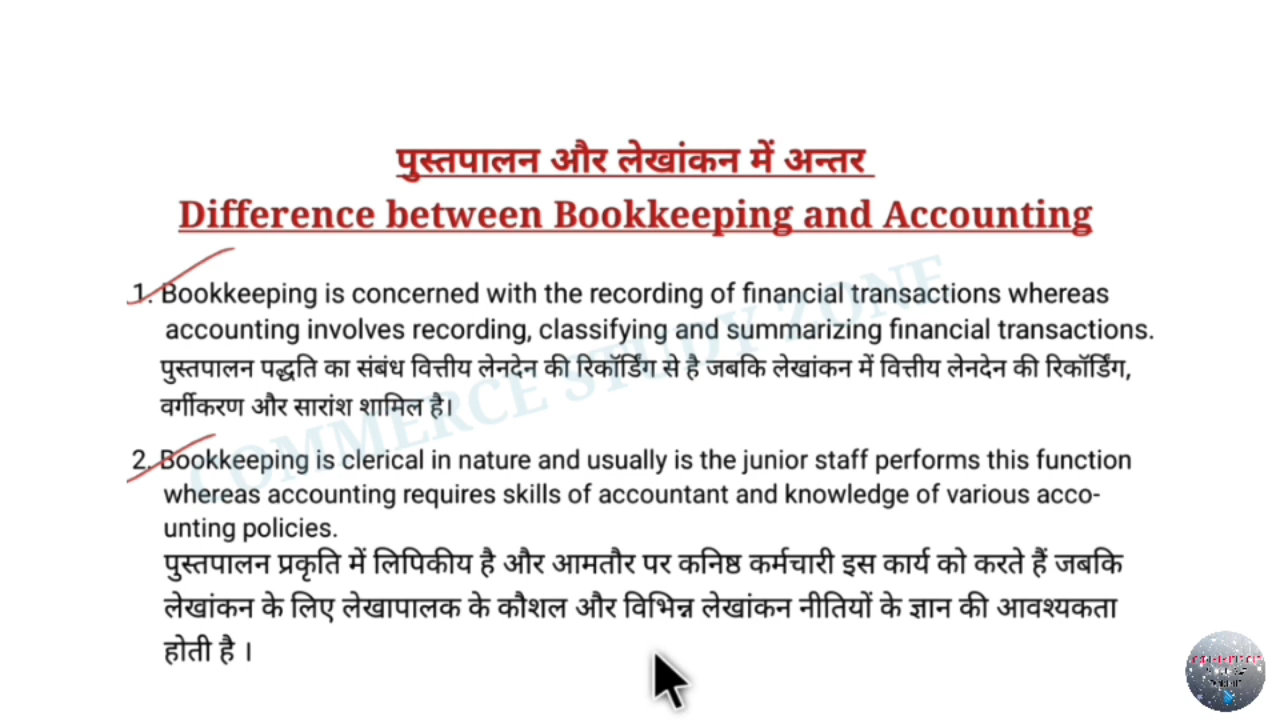 पुस्तपालन और लेखांकन में अन्तर
Difference between Bookkeeping and Accounting
1. Bookkeeping is concerned with the recording of financial transactions whereas
accounting involves recording, classifying and summarizing financial transactions.
पुस्तपालन पद्धति का संबंध वित्तीय लेनदेन की रिकॉर्डिंग से है जबकि लेखांकन में वित्तीय लेनदेन की रिकॉर्डिंग,
वर्गीकरण और सारांश शामिल है।
2. Bookkeeping is clerical in nature and usually is the junior staff performs this function
whereas accounting requires skills of accountant and knowledge of various acco-
unting policies.
पुस्तपालन प्रकृति में लिपिकीय है और आमतौर पर कनिष्ठ कर्मचारी इस कार्य को करते हैं जबकि
लेखांकन के लिए लेखापालक के कौशल और विभिन्न लेखांकन नीतियों के ज्ञान की आवश्यकता
होती है ।
COMMERCE STUDY ZONE